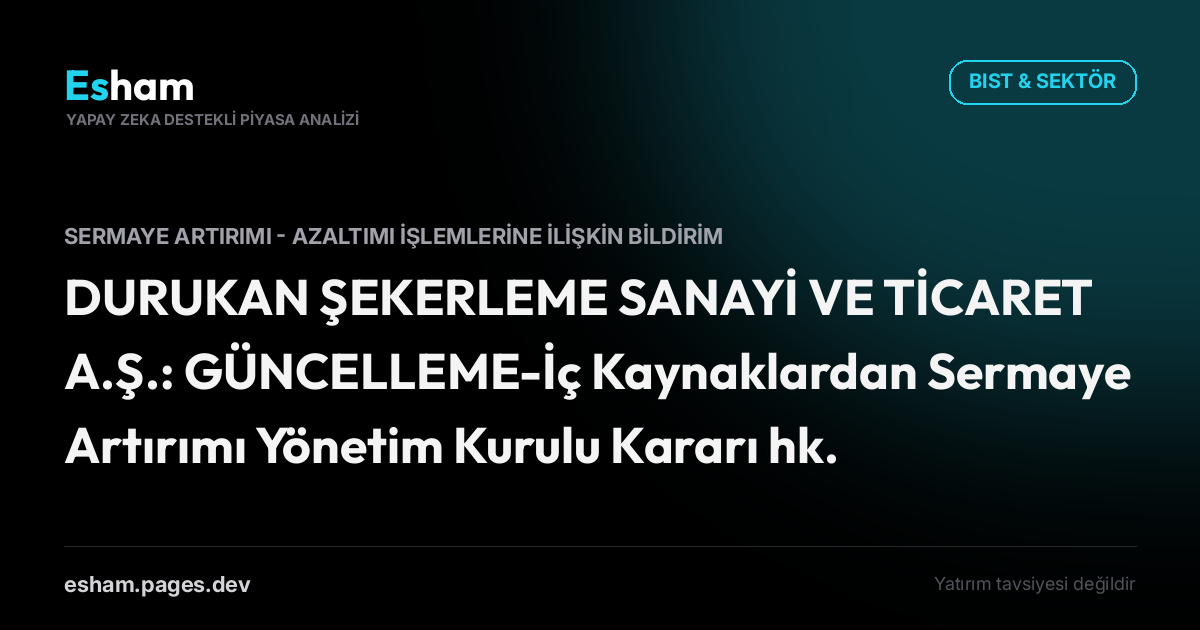 Esham
YAPAY ZEKA DESTEKLİ PİYASA ANALİZİ
BIST & SEKTÖR
SERMAYE ARTIRIMI - AZALTIMI İŞLEMLERİNE İLİŞKİN BİLDİRİM
DURUKAN ŞEKERLEME SANAYİ VE TİCARET
A.Ş.: GÜNCELLEME-İç Kaynaklardan Sermaye
Artırımı Yönetim Kurulu Kararı hk.
esham.pages.dev
Yatırım tavsiyesi değildir